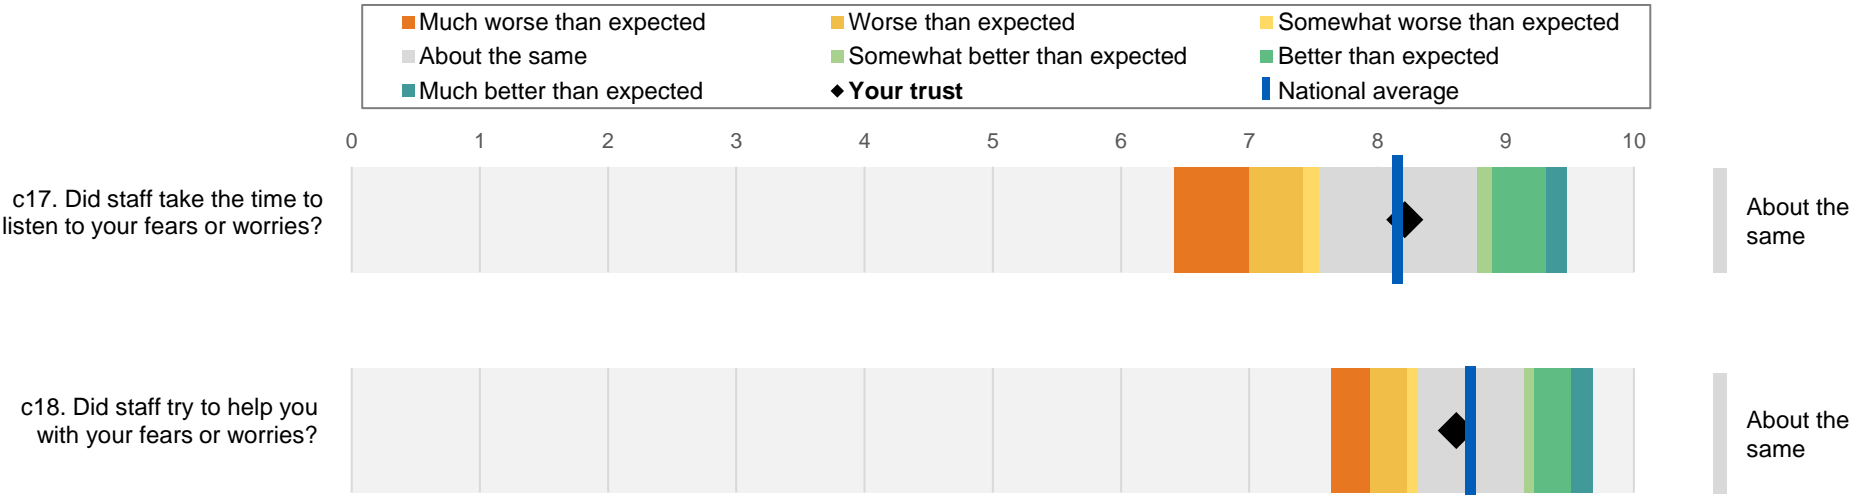 Much worse than expected Worse than expected Somewhat worse than expected
About the same Somewhat better than expected Better than expected
Much better than expected Your trust National average
0 1 2 3 4 5 6 7 8 9 10
c17. Did staff take the time to
listen to your fears or worries?
About the
same
c18. Did staff try to help you
with your fears or worries?
About the
same